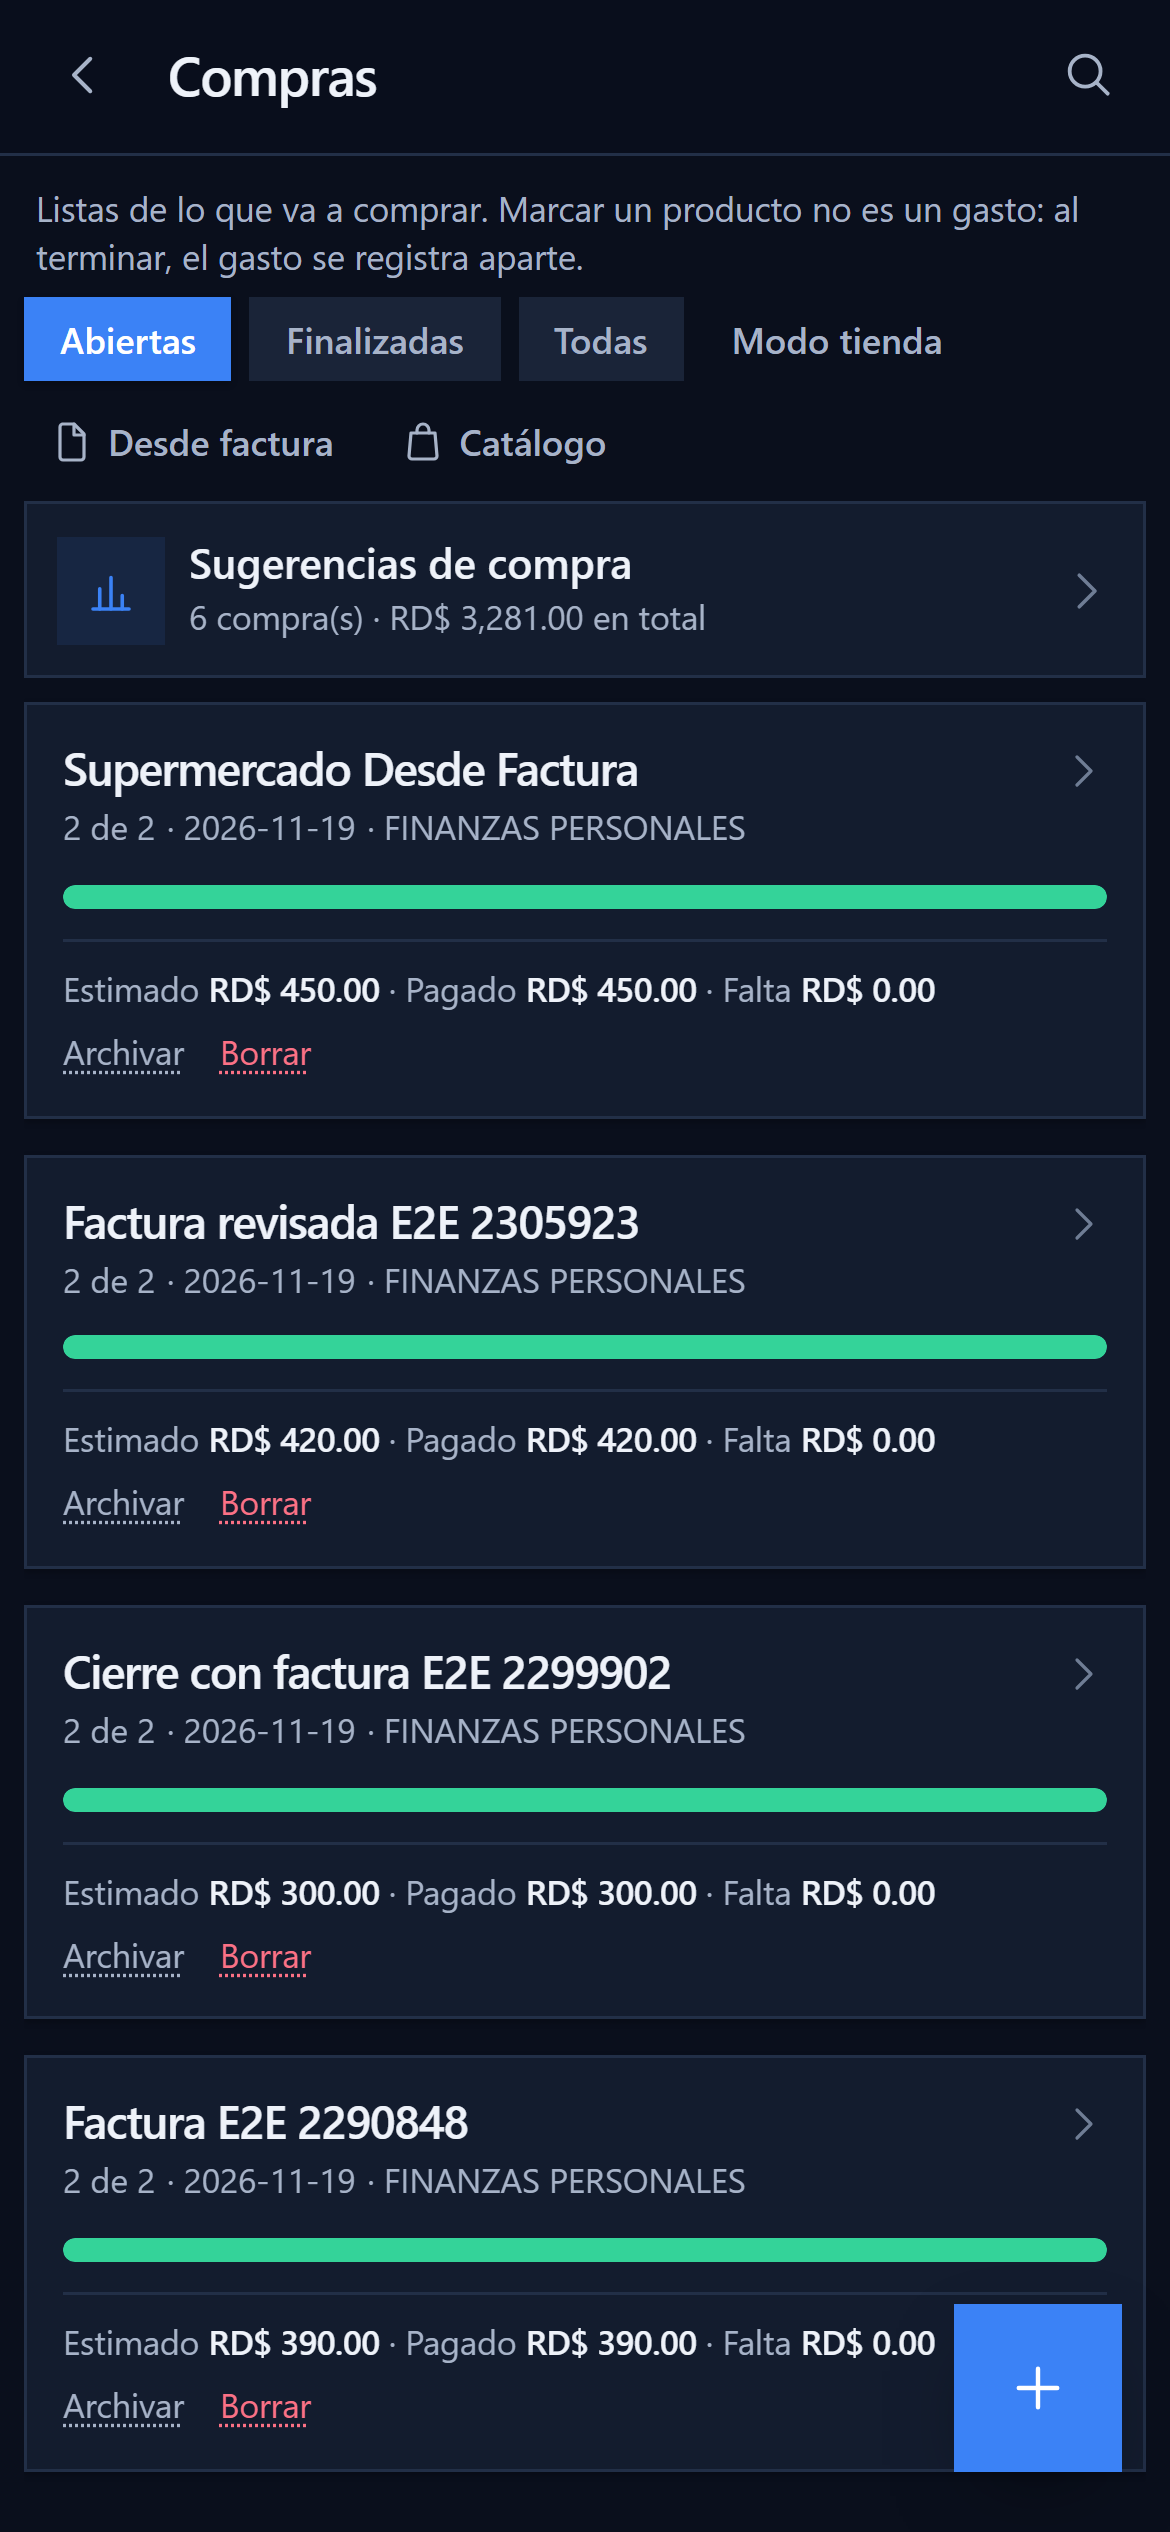 Compras
Listas de lo que va a comprar. Marcar un producto no es un gasto: al
terminar, el gasto se registra aparte.
Abiertas Finalizadas Todas Modo tienda
Desde factura Catálogo
Sugerencias de compra
6 compra(s) · RD$ 3,281.00 en total
Supermercado Desde Factura
2 de 2 · 2026-11-19 · FINANZAS PERSONALES
Estimado RD$ 450.00 · Pagado RD$ 450.00 · Falta RD$ 0.00
Archivar Borrar
Factura revisada E2E 2305923
2 de 2 · 2026-11-19 · FINANZAS PERSONALES
Estimado RD$ 420.00 · Pagado RD$ 420.00 · Falta RD$ 0.00
Archivar Borrar
Cierre con factura E2E 2299902
2 de 2 · 2026-11-19 · FINANZAS PERSONALES
Estimado RD$ 300.00 · Pagado RD$ 300.00 · Falta RD$ 0.00
Archivar Borrar
Factura E2E 2290848
2 de 2 · 2026-11-19 · FINANZAS PERSONALES
Estimado RD$ 390.00 · Pagado RD$ 390.00 · Falta RD$ 0.00
Archivar Borrar